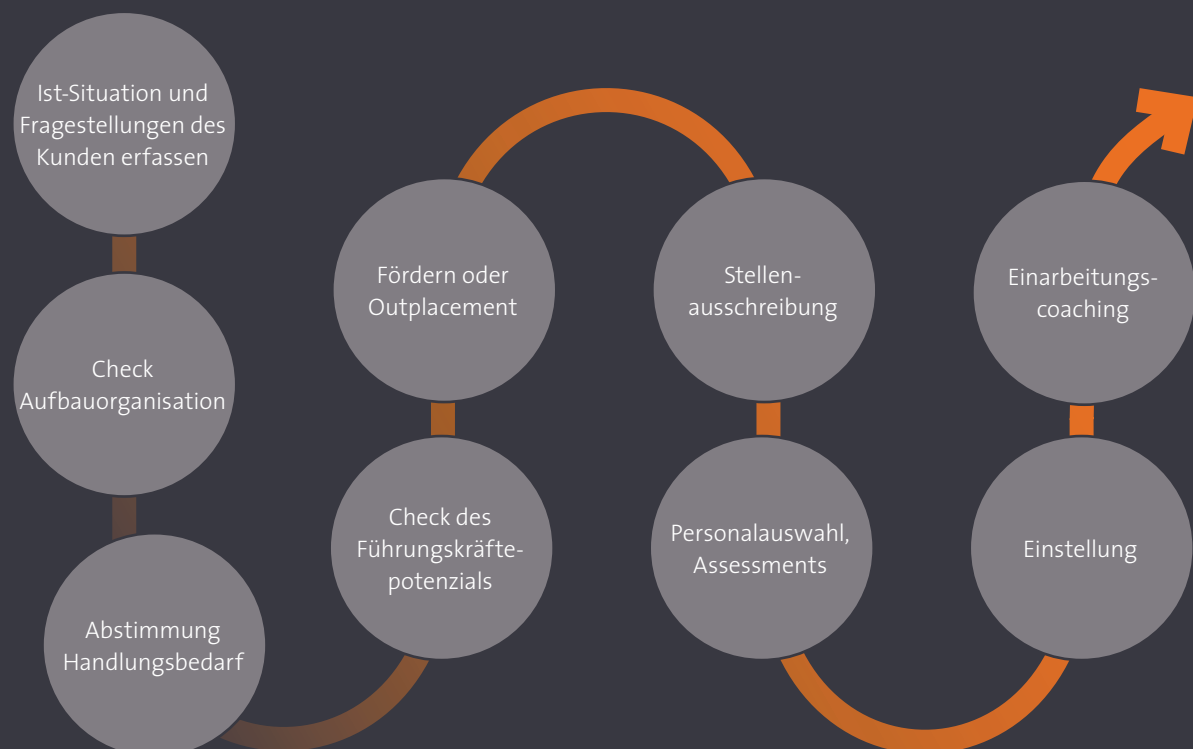 Ist-Situation und
Fragestellungen des
Kunden erfassen
Check
Aufbauorganisation
Abstimmung
Handlungsbedarf
Check des
Führungskräfte-
potenzials
Fördern oder
Outplacement
Stellen-
ausschreibung
Personalauswahl,
Assessments
Einstellung
Einarbeitungs-
coaching